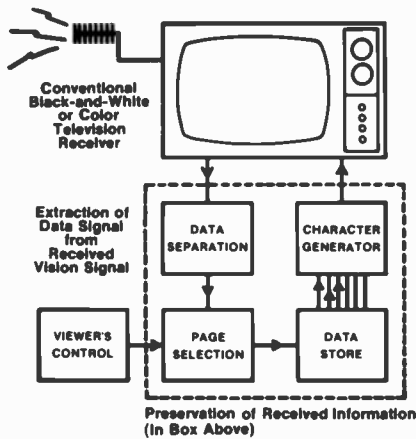 Conventional
Black-and-White
or Color
Television
Receiver
Extraction of
Data Signal
from
Received
Vision Signal
DATA
SEPARATION
CHARACTER
GENERATOR
VIEWER'S
CONTROL
PAGE
SELECTION
DATA
STORE
Preservation of Received Information
(In Box Above)